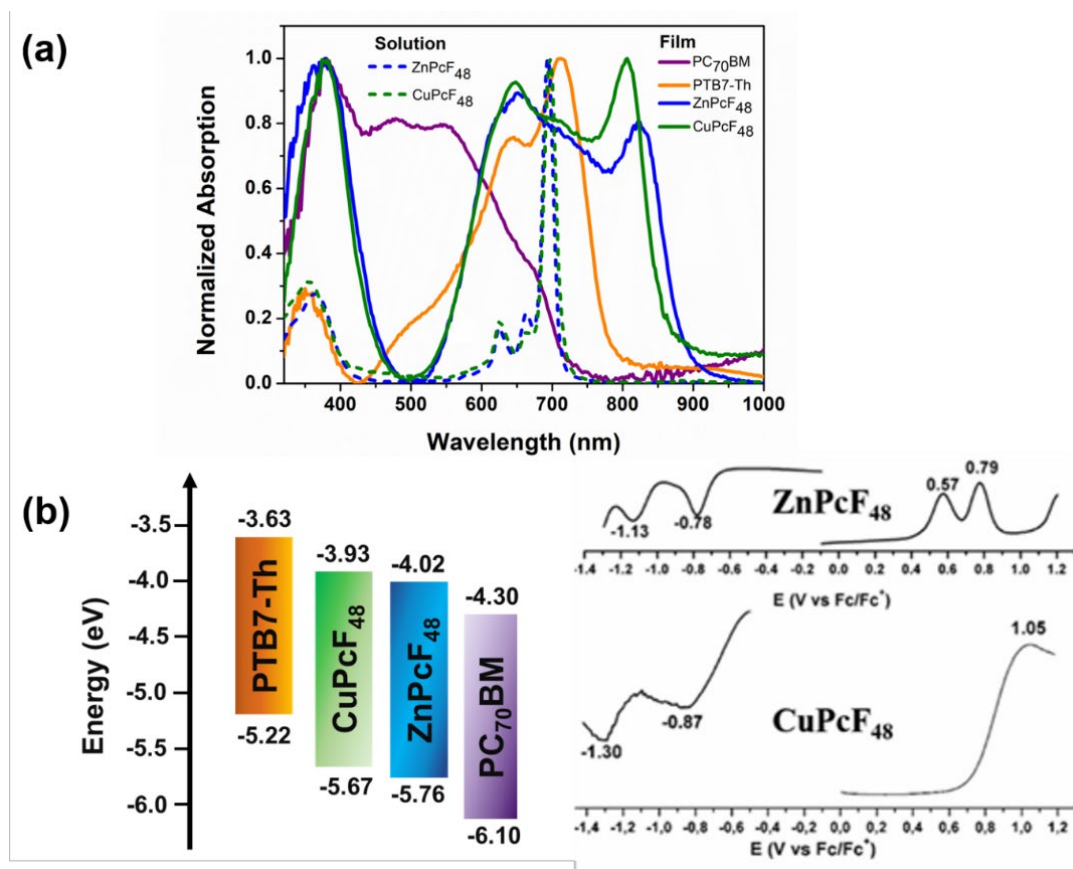 (a)
Solution
ZnPcF48
CuPcF48
Film
PC70BM
PTB7-Th
ZnPcF48
CuPcF48
Normalized Absorption
1.0
0.8
0.6
0.4
0.2
0.0
400 500 600 700 800 900 1000
Wavelength (nm)
(b)
Energy (eV)
-3.5
-4.0
-4.5
-5.0
-5.5
-6.0
-3.63
PTB7-Th
-5.22
-3.93
CuPcF48
-5.67
-4.02
ZnPcF48
-5.76
-4.30
PC70BM
-6.10
-1.13
-0.78
0.57
0.79
ZnPcF48
-1.4 -1.2 -1.0 -0.8 -0.6 -0.4 -0.2 0.0 0.2 0.4 0.6 0.8 1.0 1.2
E (V vs Fc/Fc+)
-1.30
-0.87
1.05
CuPcF48
-1,4 -1,2 -1,0 -0,8 -0,6 -0,4 -0,2 0,0 0,2 0,4 0,6 0,8 1,0 1,2
E (V vs Fc/Fc+)